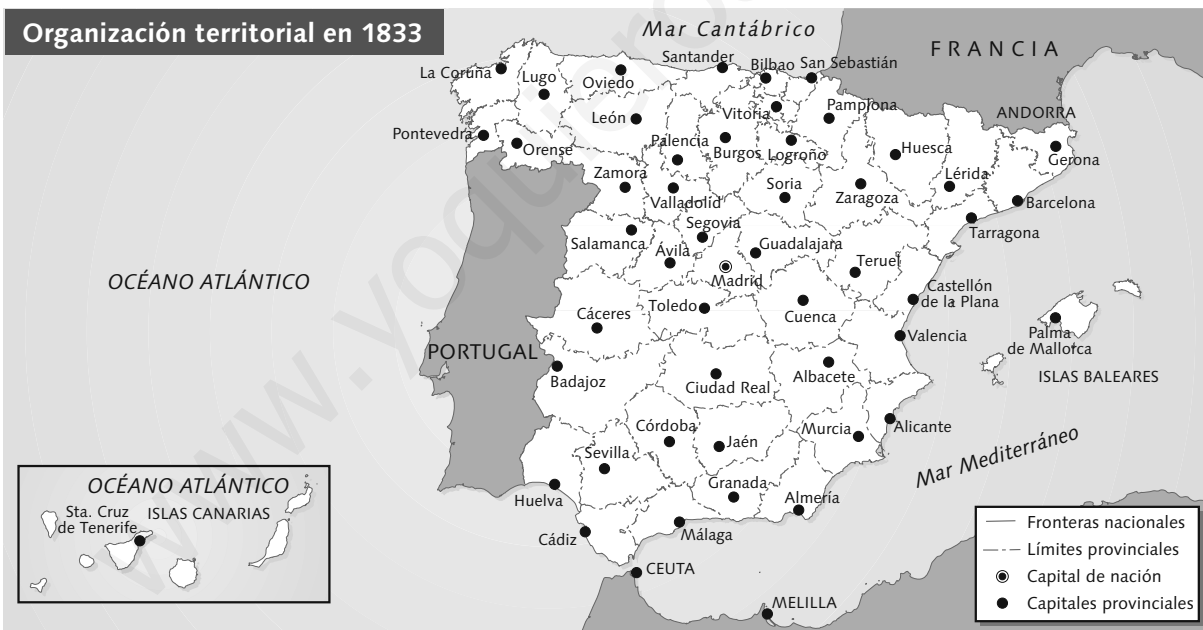 Organización territorial en 1833
Mar Cantábrico
FRANCIA
Santander
Bilbao
San Sebastián
La Coruña
Lugo
Oviedo
León
Vitoria
Pamplona
ANDORRA
Pontevedra
Orense
Palencia
Burgos
Logroño
Huesca
Gerona
Zamora
Valladolid
Soria
Zaragoza
Lérida
Barcelona
Segovia
Tarragona
Salamanca
Ávila
Guadalajara
Teruel
Madrid
OCÉANO ATLÁNTICO
Castellón
de la Plana
Toledo
Cuenca
Cáceres
Valencia
Palma
de Mallorca
PORTUGAL
ISLAS BALEARES
Badajoz
Ciudad Real
Albacete
Córdoba
Jaén
Murcia
Alicante
Mar Mediterráneo
Sevilla
Huelva
Granada
Almería
Cádiz
Málaga
CEUTA
MELILLA
OCÉANO ATLÁNTICO
Sta. Cruz
de Tenerife
ISLAS CANARIAS
Fronteras nacionales
Límites provinciales
Capital de nación
Capitales provinciales